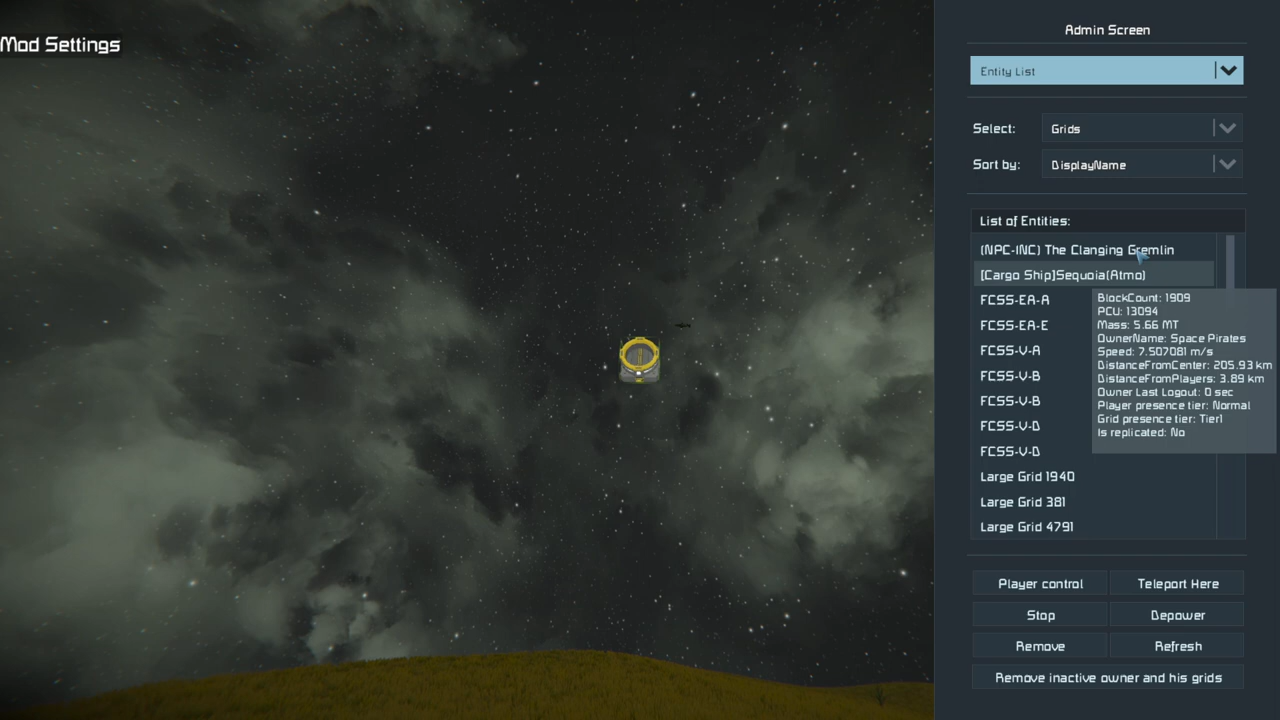 Mod Settings
Admin Screen
Entity List
Select: Grids
Sort by: DisplayName
List of Entities:
(NPC-INC) The Clanging Gremlin
[Cargo Ship]Sequoia(Atmo)
FCSS-EA-A
FCSS-EA-E
FCSS-V-A
FCSS-V-B
FCSS-V-B
FCSS-V-D
FCSS-V-D
Large Grid 1940
Large Grid 381
Large Grid 4791
BlockCount: 1909
PCU: 13094
Mass: 5.66 MT
OwnerName: Space Pirates
Speed: 7.507081 m/s
DistanceFromCenter: 205.93 km
DistanceFromPlayers: 3.89 km
Owner Last Logout: 0 sec
Player presence tier: Normal
Grid presence tier: Tier1
Is replicated: No
Player control
Teleport Here
Stop
Depower
Remove
Refresh
Remove inactive owner and his grids